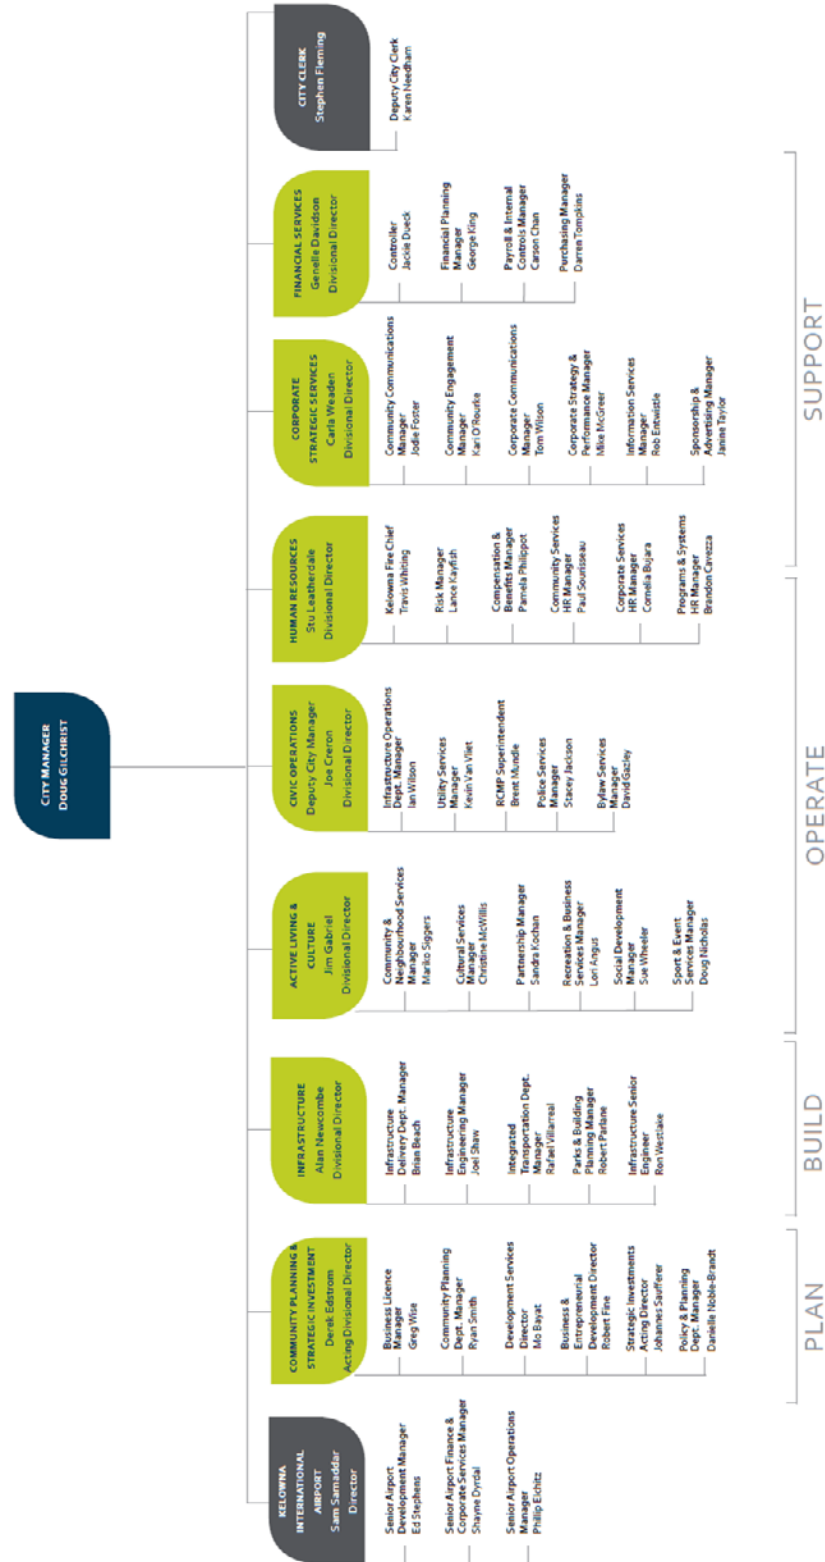 CITY MANAGER
DOUG GILCHRIST
KELOWNA
INTERNATIONAL
AIRPORT
Sam Samaddar
Director
Senior Airport
Development Manager
Ed Stephens
Senior Airport Finance &
Corporate Services Manager
Shayne Dyrdal
Senior Airport Operations
Manager
Phillip Elchitz
COMMUNITY PLANNING &
STRATEGIC INVESTMENT
Derek Edstrom
Acting Divisional Director
Business Licence
Manager
Greg Wise
Community Planning
Dept. Manager
Ryan Smith
Development Services
Director
Mo Bayat
Business &
Entrepreneurial
Development Director
Robert Fine
Strategic Investments
Acting Director
Johannes Saufferer
Policy & Planning
Dept. Manager
Danielle Noble-Brandt
INFRASTRUCTURE
Alan Newcombe
Divisional Director
Infrastructure
Delivery Dept. Manager
Brian Beach
Infrastructure
Engineering Manager
Joel Shaw
Integrated
Transportation Dept.
Manager
Rafael Villarreal
Parks & Building
Planning Manager
Robert Parlane
Infrastructure Senior
Engineer
Ron Westlake
ACTIVE LIVING &
CULTURE
Jim Gabriel
Divisional Director
Community &
Neighbourhood Services
Manager
Mariko Siggers
Cultural Services
Manager
Christine McWillis
Partnership Manager
Sandra Kochan
Recreation & Business
Services Manager
Lori Angus
Social Development
Manager
Sue Wheeler
Sport & Event
Services Manager
Doug Nicholas
CIVIC OPERATIONS
Deputy City Manager
Joe Creron
Divisional Director
Infrastructure Operations
Dept. Manager
Ian Wilson
Utility Services
Manager
Kevin Van Vliet
RCMP Superintendent
Brent Mundle
Police Services
Manager
Stacey Jackson
Bylaw Services
Manager
David Gazley
HUMAN RESOURCES
Stu Leatherdale
Divisional Director
Kelowna Fire Chief
Travis Whiting
Risk Manager
Lance Kayfish
Compensation &
Benefits Manager
Pamela Philippot
Community Services
HR Manager
Paul Sourisseau
Corporate Services
HR Manager
Cornelia Bujara
Programs & Systems
HR Manager
Brandon Cavezza
CORPORATE
STRATEGIC SERVICES
Carla Weaden
Divisional Director
Community Communications
Manager
Jodie Foster
Community Engagement
Manager
Kari O'Rourke
Corporate Communications
Manager
Tom Wilson
Corporate Strategy &
Performance Manager
Mike McGreer
Information Services
Manager
Rob Entwistle
Sponsorship &
Advertising Manager
Janine Taylor
FINANCIAL SERVICES
Genelle Davidson
Divisional Director
Controller
Jackie Dueck
Financial Planning
Manager
George King
Payroll & Internal
Controls Manager
Carson Chan
Purchasing Manager
Darren Tompkins
CITY CLERK
Stephen Fleming
Deputy City Clerk
Karen Needham
PLAN
BUILD
OPERATE
SUPPORT